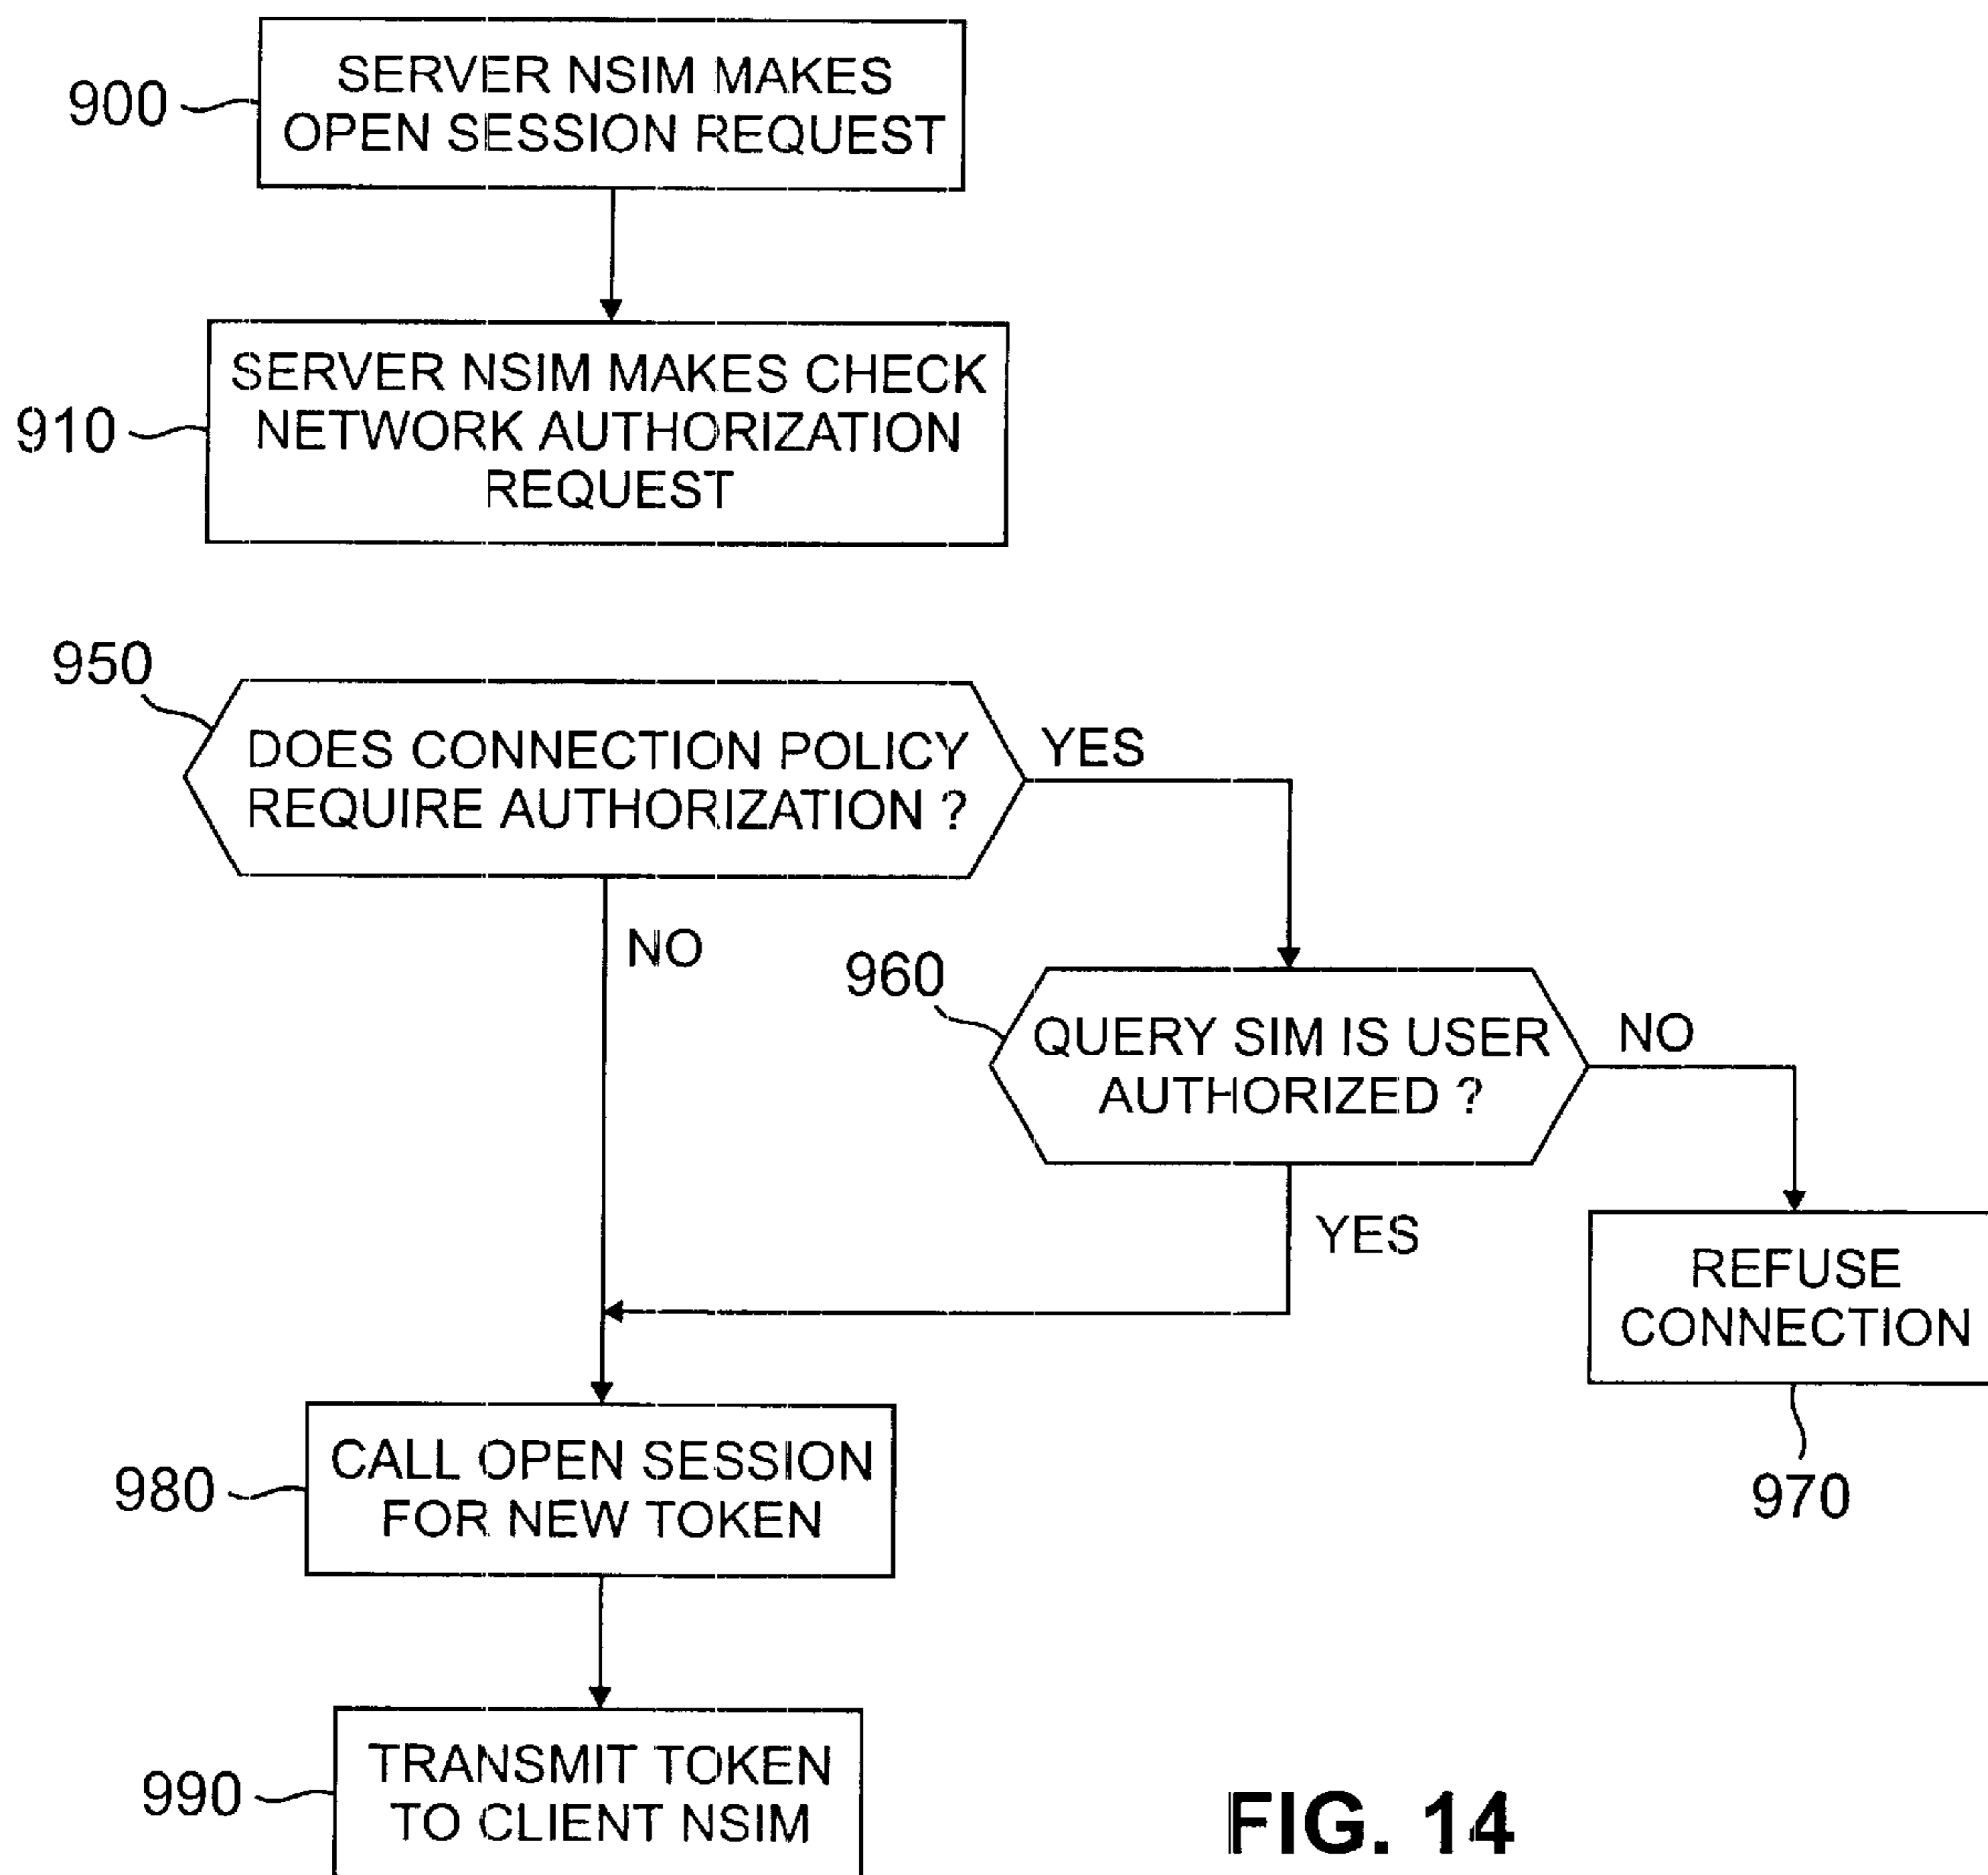 900
SERVER NSIM MAKES
OPEN SESSION REQUEST
910
SERVER NSIM MAKES CHECK
NETWORK AUTHORIZATION
REQUEST
950
DOES CONNECTION POLICY
REQUIRE AUTHORIZATION ?
YES
NO
960
QUERY SIM IS USER
AUTHORIZED ?
NO
YES
REFUSE
CONNECTION
970
980
CALL OPEN SESSION
FOR NEW TOKEN
990
TRANSMIT TOKEN
TO CLIENT NSIM
FIG. 14